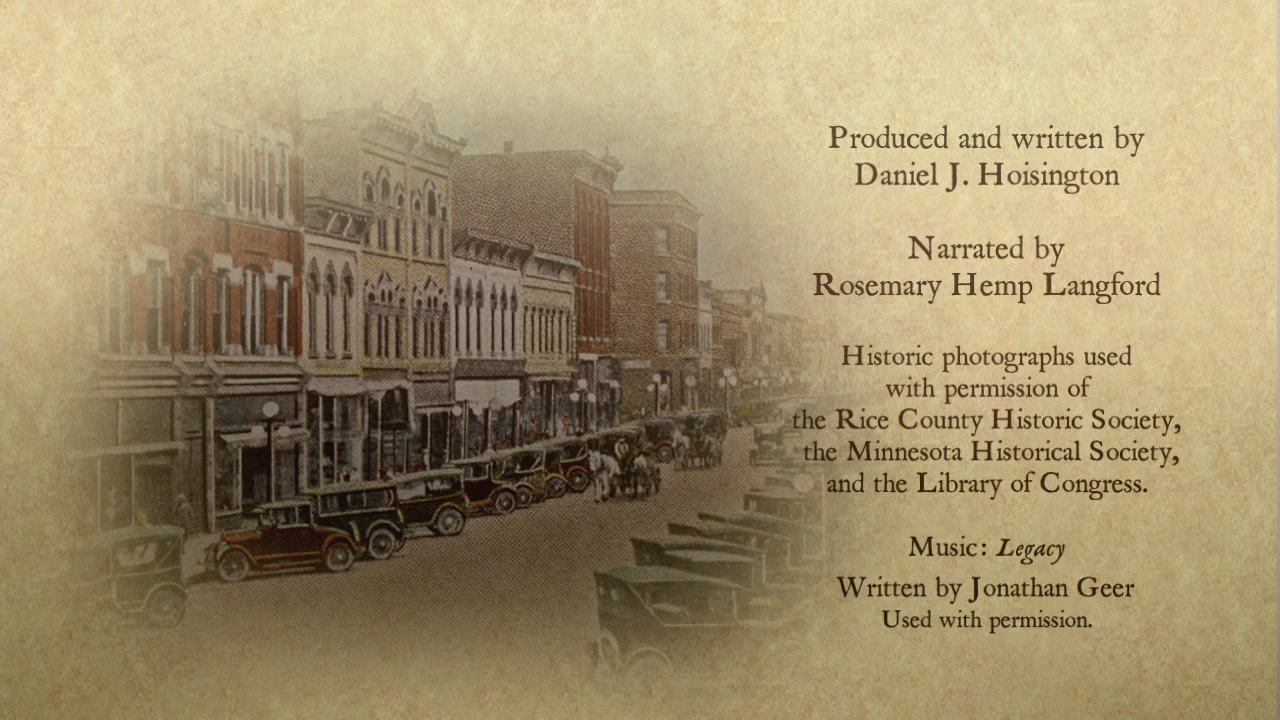 Produced and written by
Daniel J. Hoisington
Narrated by
Rosemary Hemp Langford
Historic photographs used
with permission of
the Rice County Historic Society,
the Minnesota Historical Society,
and the Library of Congress.
Music: Legacy
Written by Jonathan Geer
Used with permission.